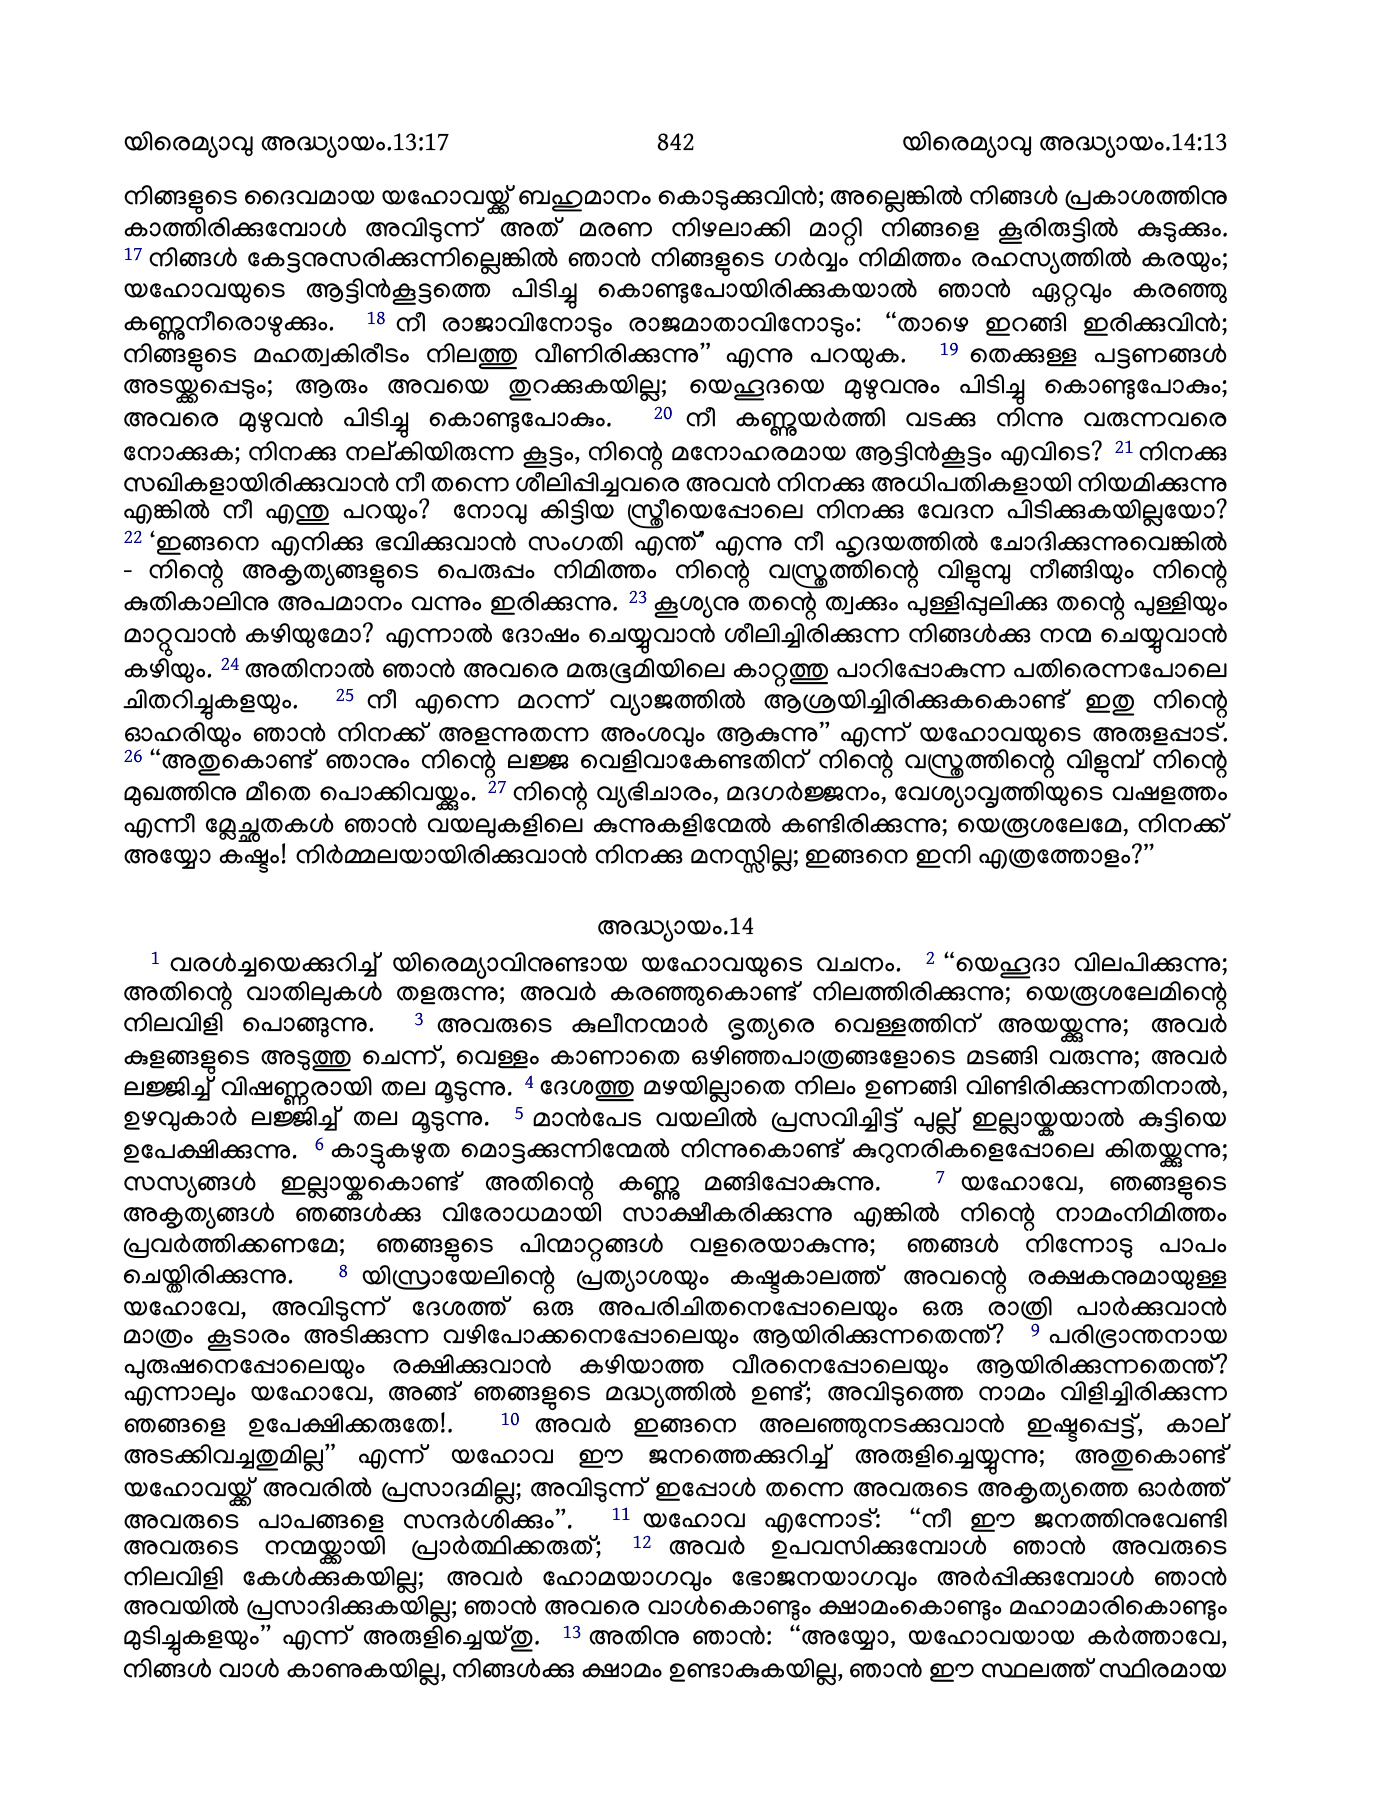 യിരെമ്യാവു അദ്ധ്യായം.13:17 842 യിരെമ്യാവു അദ്ധ്യായം.14:13
നിങ്ങളുടെ ദൈവമായ യഹോവയ്ക്ക് ബഹുമാനം കൊടുക്കുവിൻ; അല്ലെങ്കിൽ നിങ്ങൾ പ്രകാശത്തിനു
കാത്തിരിക്കുമ്പോൾ അവിടുന്ന് അത് മരണ നിഴലാക്കി മാറ്റി നിങ്ങളെ കൂരിരുട്ടിൽ കുടുക്കും.
17 നിങ്ങൾ കേട്ടനുസരിക്കുന്നില്ലെങ്കിൽ ഞാൻ നിങ്ങളുടെ ഗർവ്വം നിമിത്തം രഹസ്യത്തിൽ കരയും;
യഹോവയുടെ ആട്ടിൻകൂട്ടത്തെ പിടിച്ചു കൊണ്ടുപോയിരിക്കുകയാൽ ഞാൻ ഏറ്റവും കരഞ്ഞു
കണ്ണുനീരൊഴുക്കും. 18 നീ രാജാവിനോടും രാജമാതാവിനോടും: “താഴെ ഇറങ്ങി ഇരിക്കുവിൻ;
നിങ്ങളുടെ മഹത്വകിരീടം നിലത്തു വീണിരിക്കുന്നു” എന്നു പറയുക. 19 തെക്കുള്ള പട്ടണങ്ങൾ
അടയ്ക്കപ്പെടും; ആരും അവയെ തുറക്കുകയില്ല; യെഹൂദയെ മുഴുവനും പിടിച്ചു കൊണ്ടുപോകും;
അവരെ മുഴുവൻ പിടിച്ചു കൊണ്ടുപോകും. 20 നീ കണ്ണുയർത്തി വടക്കു നിന്നു വരുന്നവരെ
നോക്കുക; നിനക്കു നല്കിയിരുന്ന കൂട്ടം, നിന്റെ മനോഹരമായ ആട്ടിൻകൂട്ടം എവിടെ? 21 നിനക്കു
സഖികളായിരിക്കുവാൻ നീ തന്നെ ശീലിപ്പിച്ചവരെ അവൻ നിനക്കു അധിപതികളായി നിയമിക്കുന്നു
എങ്കിൽ നീ എന്തു പറയും? നോവു കിട്ടിയ സ്ത്രീയെപ്പോലെ നിനക്കു വേദന പിടിക്കുകയില്ലയോ?
22 ‘ഇങ്ങനെ എനിക്കു ഭവിക്കുവാൻ സംഗതി എന്ത്’ എന്നു നീ ഹൃദയത്തിൽ ചോദിക്കുന്നുവെങ്കിൽ
- നിന്റെ അകൃത്യങ്ങളുടെ പെരുപ്പം നിമിത്തം നിന്റെ വസ്ത്രത്തിന്റെ വിളുമ്പു നീങ്ങിയും നിന്റെ
കുതികാലിനു അപമാനം വന്നും ഇരിക്കുന്നു. 23 കൂശ്യനു തന്റെ ത്വക്കും പുള്ളിപ്പുലിക്കു തന്റെ പുള്ളിയും
മാറ്റുവാൻ കഴിയുമോ? എന്നാൽ ദോഷം ചെയ്യുവാൻ ശീലിച്ചിരിക്കുന്ന നിങ്ങൾക്കു നന്മ ചെയ്യുവാൻ
കഴിയും. 24 അതിനാൽ ഞാൻ അവരെ മരുഭൂമിയിലെ കാറ്റത്തു പാറിപ്പോകുന്ന പതിരെന്നപോലെ
ചിതറിച്ചുകളയും. 25 നീ എന്നെ മറന്ന് വ്യാജത്തിൽ ആശ്രയിച്ചിരിക്കുകകൊണ്ട് ഇതു നിന്റെ
ഓഹരിയും ഞാൻ നിനക്ക് അളന്നുതന്ന അംശവും ആകുന്നു” എന്ന് യഹോവയുടെ അരുളപ്പാട്.
26 “അതുകൊണ്ട് ഞാനും നിന്റെ ലജ്ജ വെളിവാകേണ്ടതിന് നിന്റെ വസ്ത്രത്തിന്റെ വിളുമ്പ് നിന്റെ
മുഖത്തിനു മീതെ പൊക്കിവയ്ക്കും. 27 നിന്റെ വ്യഭിചാരം, മദഗർജ്ജനം, വേശ്യാവൃത്തിയുടെ വഷളത്തം
എന്നീ മ്ലേച്ഛതകൾ ഞാൻ വയലുകളിലെ കുന്നുകളിന്മേൽ കണ്ടിരിക്കുന്നു; യെരൂശലേമേ, നിനക്ക്
അയ്യോ കഷ്ടം! നിർമ്മലയായിരിക്കുവാൻ നിനക്കു മനസ്സില്ല; ഇങ്ങനെ ഇനി എത്രത്തോളം?”
അദ്ധ്യായം.14
1 വരൾച്ചയെക്കുറിച്ച് യിരെമ്യാവിനുണ്ടായ യഹോവയുടെ വചനം. 2 “യെഹൂദാ വിലപിക്കുന്നു;
അതിന്റെ വാതിലുകൾ തളരുന്നു; അവർ കരഞ്ഞുകൊണ്ട് നിലത്തിരിക്കുന്നു; യെരൂശലേമിന്റെ
നിലവിളി പൊങ്ങുന്നു. 3 അവരുടെ കുലീനന്മാർ ഭൃത്യരെ വെള്ളത്തിന് അയയ്ക്കുന്നു; അവർ
കുളങ്ങളുടെ അടുത്തു ചെന്ന്, വെള്ളം കാണാതെ ഒഴിഞ്ഞപാത്രങ്ങളോടെ മടങ്ങി വരുന്നു; അവർ
ലജ്ജിച്ച് വിഷണ്ണരായി തല മൂടുന്നു. 4 ദേശത്തു മഴയില്ലാതെ നിലം ഉണങ്ങി വിണ്ടിരിക്കുന്നതിനാൽ,
ഉഴവുകാർ ലജ്ജിച്ച് തല മൂടുന്നു. 5 മാൻപേട വയലിൽ പ്രസവിച്ചിട്ട് പുല്ല് ഇല്ലായ്കയാൽ കുട്ടിയെ
ഉപേക്ഷിക്കുന്നു. 6 കാട്ടുകഴുത മൊട്ടക്കുന്നിന്മേൽ നിന്നുകൊണ്ട് കുറുനരികളെപ്പോലെ കിതയ്ക്കുന്നു;
സസ്യങ്ങൾ ഇല്ലായ്കകൊണ്ട് അതിന്റെ കണ്ണു മങ്ങിപ്പോകുന്നു. 7 യഹോവേ, ഞങ്ങളുടെ
അകൃത്യങ്ങൾ ഞങ്ങൾക്കു വിരോധമായി സാക്ഷീകരിക്കുന്നു എങ്കിൽ നിന്റെ നാമംനിമിത്തം
പ്രവർത്തിക്കണമേ; ഞങ്ങളുടെ പിന്മാറ്റങ്ങൾ വളരെയാകുന്നു; ഞങ്ങൾ നിന്നോടു പാപം
ചെയ്തിരിക്കുന്നു. 8 യിസ്രായേലിന്റെ പ്രത്യാശയും കഷ്ടകാലത്ത് അവന്റെ രക്ഷകനുമായുള്ള
യഹോവേ, അവിടുന്ന് ദേശത്ത് ഒരു അപരിചിതനെപ്പോലെയും ഒരു രാത്രി പാർക്കുവാൻ
മാത്രം കൂടാരം അടിക്കുന്ന വഴിപോക്കനെപ്പോലെയും ആയിരിക്കുന്നതെന്ത്? 9 പരിഭ്രാന്തനായ
പുരുഷനെപ്പോലെയും രക്ഷിക്കുവാൻ കഴിയാത്ത വീരനെപ്പോലെയും ആയിരിക്കുന്നതെന്ത്?
എന്നാലും യഹോവേ, അങ്ങ് ഞങ്ങളുടെ മദ്ധ്യത്തിൽ ഉണ്ട്; അവിടുത്തെ നാമം വിളിച്ചിരിക്കുന്ന
ഞങ്ങളെ ഉപേക്ഷിക്കരുതേ!. 10 അവർ ഇങ്ങനെ അലഞ്ഞുനടക്കുവാൻ ഇഷ്ടപ്പെട്ട്, കാല്
അടക്കിവച്ചതുമില്ല” എന്ന് യഹോവ ഈ ജനത്തെക്കുറിച്ച് അരുളിച്ചെയ്യുന്നു; അതുകൊണ്ട്
യഹോവയ്ക്ക് അവരിൽ പ്രസാദമില്ല; അവിടുന്ന് ഇപ്പോൾ തന്നെ അവരുടെ അകൃത്യത്തെ ഓർത്ത്
അവരുടെ പാപങ്ങളെ സന്ദർശിക്കും”. 11 യഹോവ എന്നോട്: “നീ ഈ ജനത്തിനുവേണ്ടി
അവരുടെ നന്മയ്ക്കായി പ്രാർത്ഥിക്കരുത്; 12 അവർ ഉപവസിക്കുമ്പോൾ ഞാൻ അവരുടെ
നിലവിളി കേൾക്കുകയില്ല; അവർ ഹോമയാഗവും ഭോജനയാഗവും അർപ്പിക്കുമ്പോൾ ഞാൻ
അവയിൽ പ്രസാദിക്കുകയില്ല; ഞാൻ അവരെ വാൾകൊണ്ടും ക്ഷാമംകൊണ്ടും മഹാമാരികൊണ്ടും
മുടിച്ചുകളയും” എന്ന് അരുളിച്ചെയ്തു. 13 അതിനു ഞാൻ: “അയ്യോ, യഹോവയായ കർത്താവേ,
നിങ്ങൾ വാൾ കാണുകയില്ല, നിങ്ങൾക്കു ക്ഷാമം ഉണ്ടാകുകയില്ല, ഞാൻ ഈ സ്ഥലത്ത് സ്ഥിരമായ